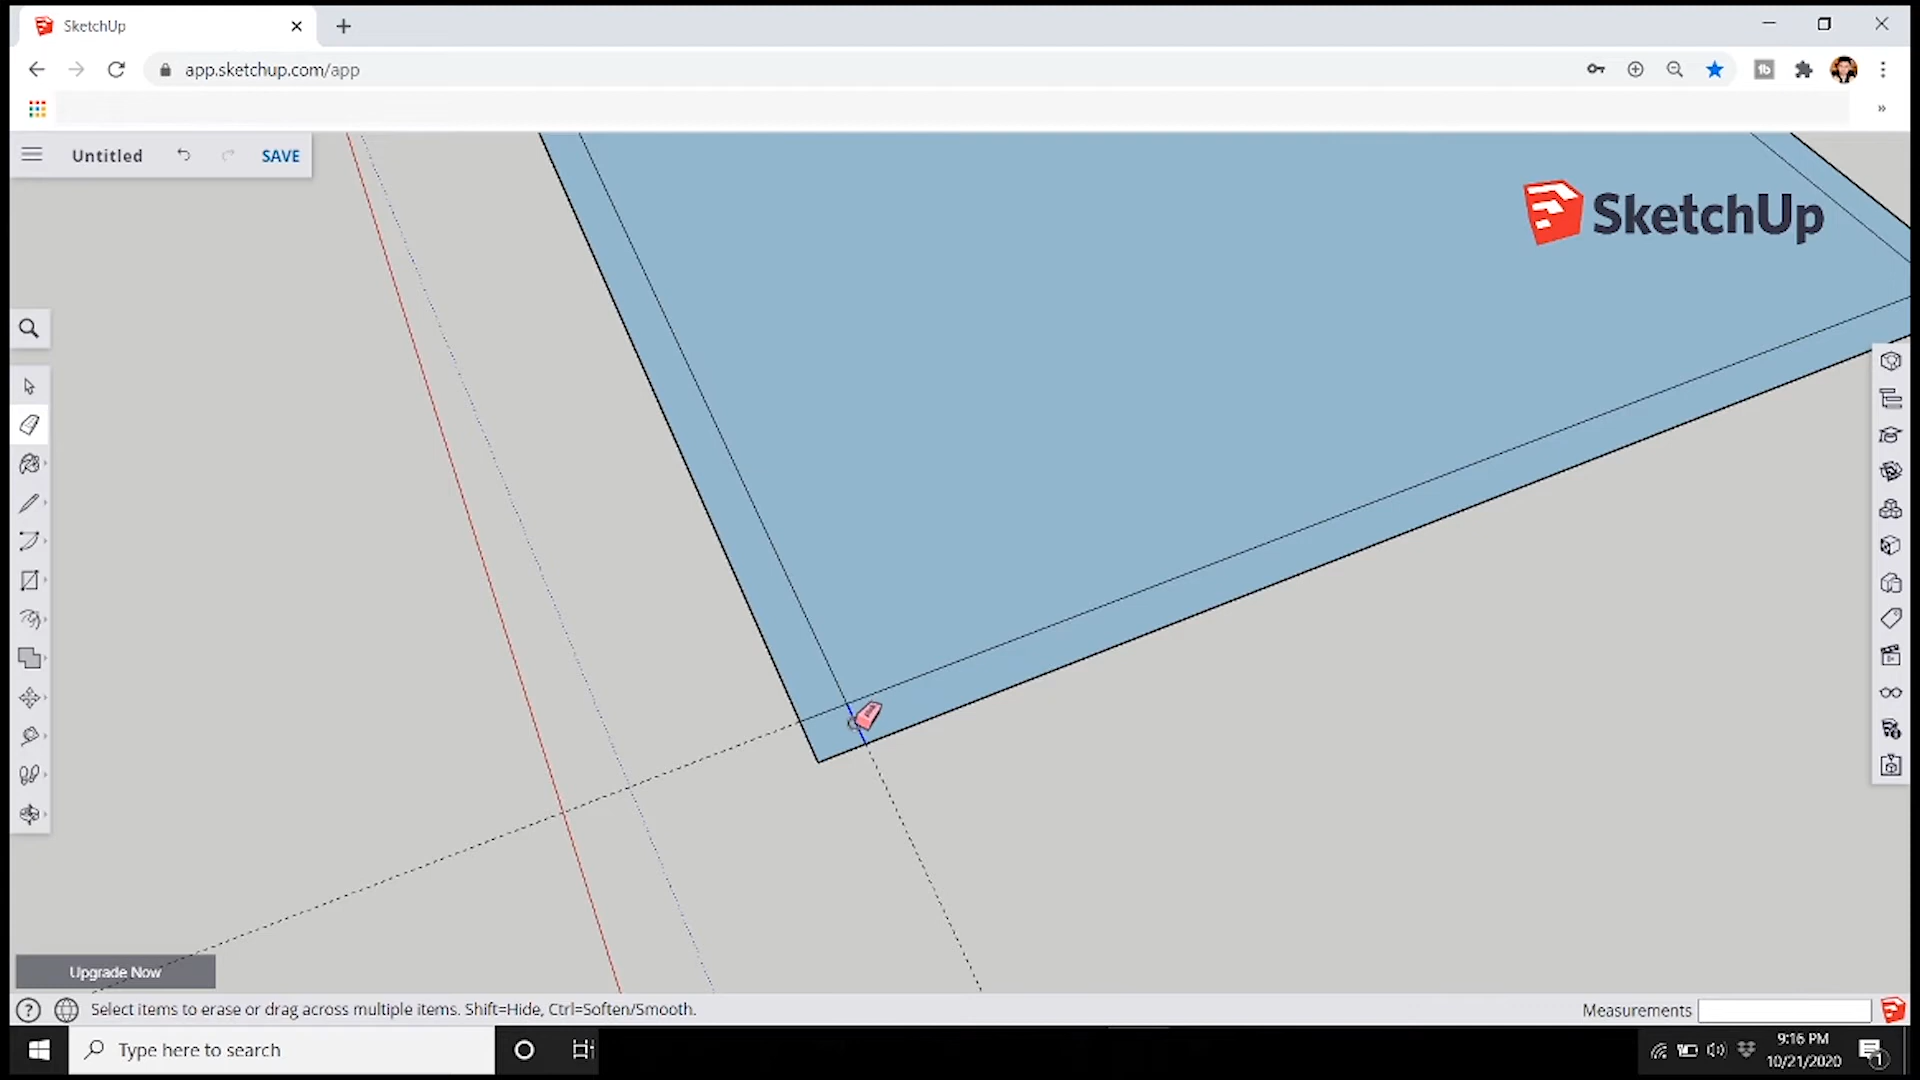 SketchUp
app.sketchup.com/app
Untitled
SAVE
SketchUp
Upgrade Now
Select items to erase or drag across multiple items. Shift=Hide, Ctrl=Soften/Smooth.
Measurements
Type here to search
9:16 PM
10/21/2020
1